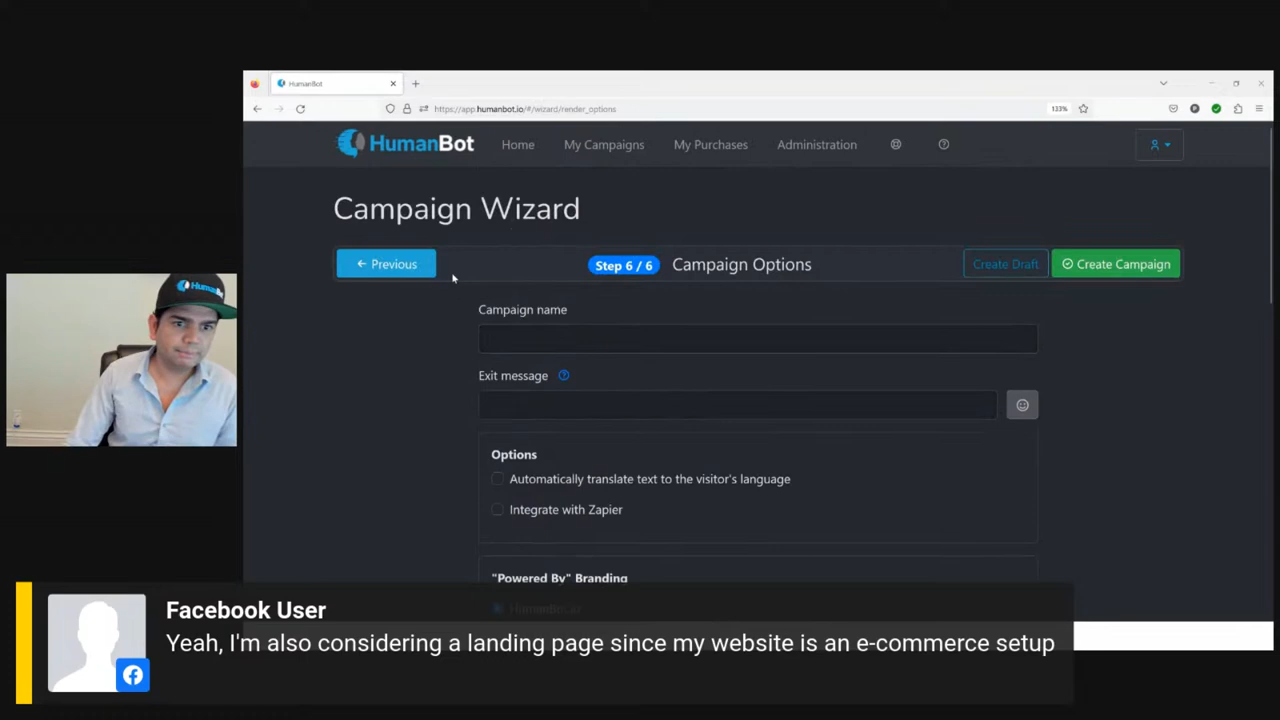 HumanBot
https://app.humanbot.io/#/wizard/render_options
133%
HumanBot
Home
My Campaigns
My Purchases
Administration
Campaign Wizard
← Previous
Step 6 / 6
Campaign Options
Create Draft
Create Campaign
Campaign name
Exit message
Options
Automatically translate text to the visitor's language
Integrate with Zapier
"Powered By" Branding
HumanBot.io
Facebook User
Yeah, I'm also considering a landing page since my website is an e-commerce setup